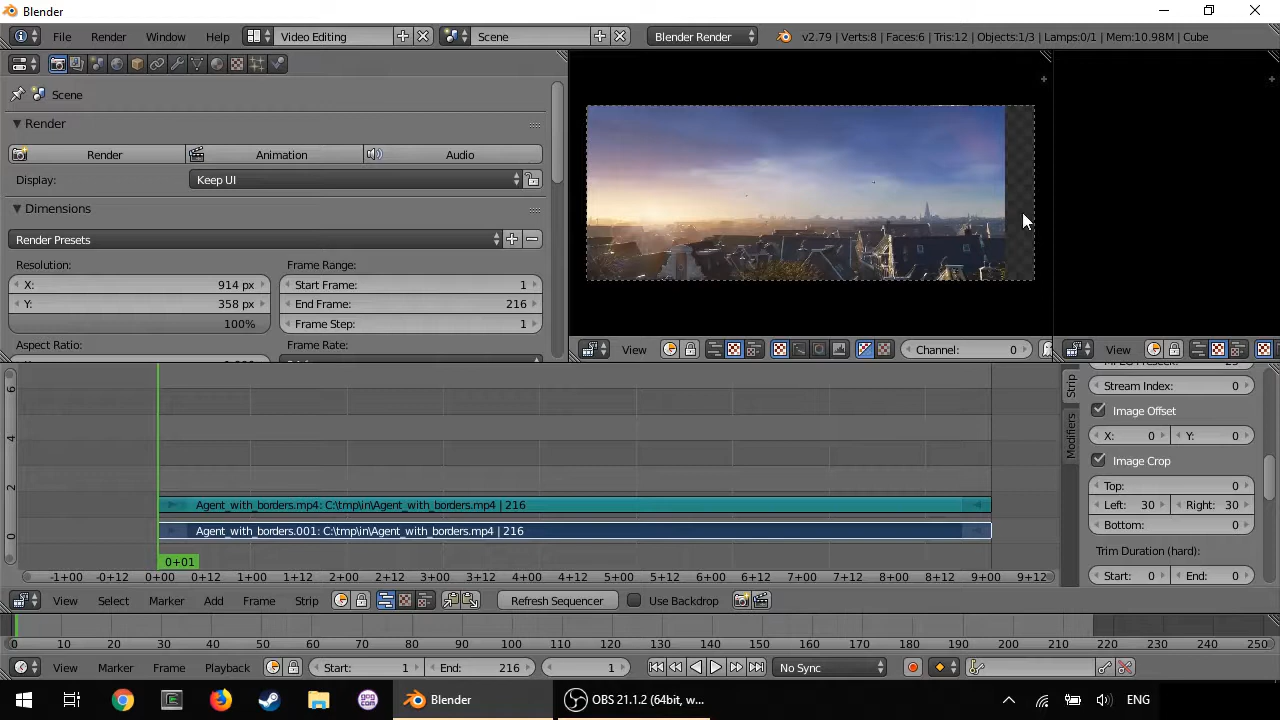 Blender
File Render Window Help Video Editing Scene Blender Render v2.79 | Verts:8 | Faces:6 | Tris:12 | Objects:1/3 | Lamps:0/1 | Mem:10.98M | Cube
Scene
Render
Render Animation Audio
Display: Keep UI
Dimensions
Render Presets
Resolution: Frame Range:
X: 914 px Start Frame: 1
Y: 358 px End Frame: 216
100% Frame Step: 1
Aspect Ratio: Frame Rate:
View Channel: 0 View
6
4
2
0
Agent_with_borders.mp4: C:\tmp\in\Agent_with_borders.mp4 | 216
Agent_with_borders.001: C:\tmp\in\Agent_with_borders.mp4 | 216
0+01
-1+00 -0+12 0+00 0+12 1+00 1+12 2+00 2+12 3+00 3+12 4+00 4+12 5+00 5+12 6+00 6+12 7+00 7+12 8+00 8+12 9+00 9+12
Strip
Modifiers
Stream Index: 0
Image Offset
X: 0 Y: 0
Image Crop
Top: 0
Left: 30 Right: 30
Bottom: 0
Trim Duration (hard):
Start: 0 End: 0
View Select Marker Add Frame Strip Refresh Sequencer Use Backdrop
0 10 20 30 40 50 60 70 80 90 100 110 120 130 140 150 160 170 180 190 200 210 220 230 240 250
View Marker Frame Playback Start: 1 End: 216 1 No Sync
Blender OBS 21.1.2 (64bit, w... ENG